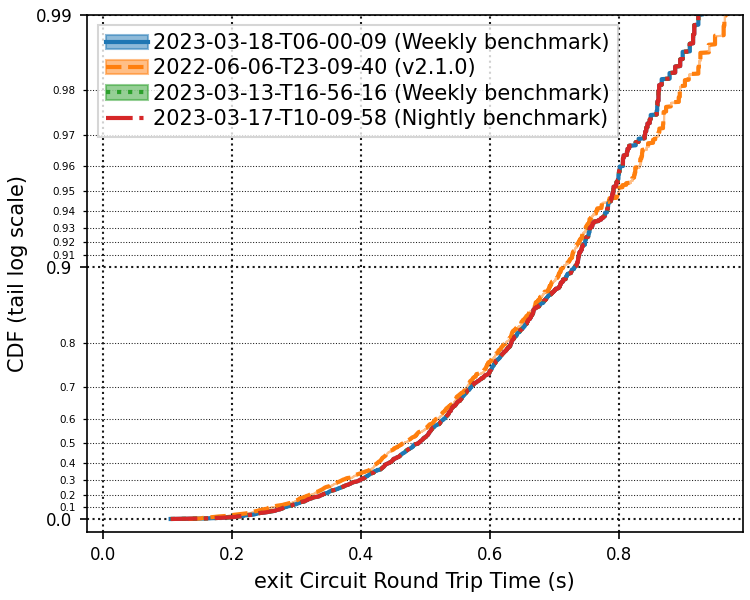 0.99
2023-03-18-T06-00-09 (Weekly benchmark)
2022-06-06-T23-09-40 (v2.1.0)
2023-03-13-T16-56-16 (Weekly benchmark)
2023-03-17-T10-09-58 (Nightly benchmark)
0.98
0.97
0.96
0.95
0.94
0.93
0.92
0.91
0.9
0.8
0.7
0.6
0.5
0.4
0.3
0.2
0.1
0.0
CDF (tail log scale)
0.0 0.2 0.4 0.6 0.8
exit Circuit Round Trip Time (s)